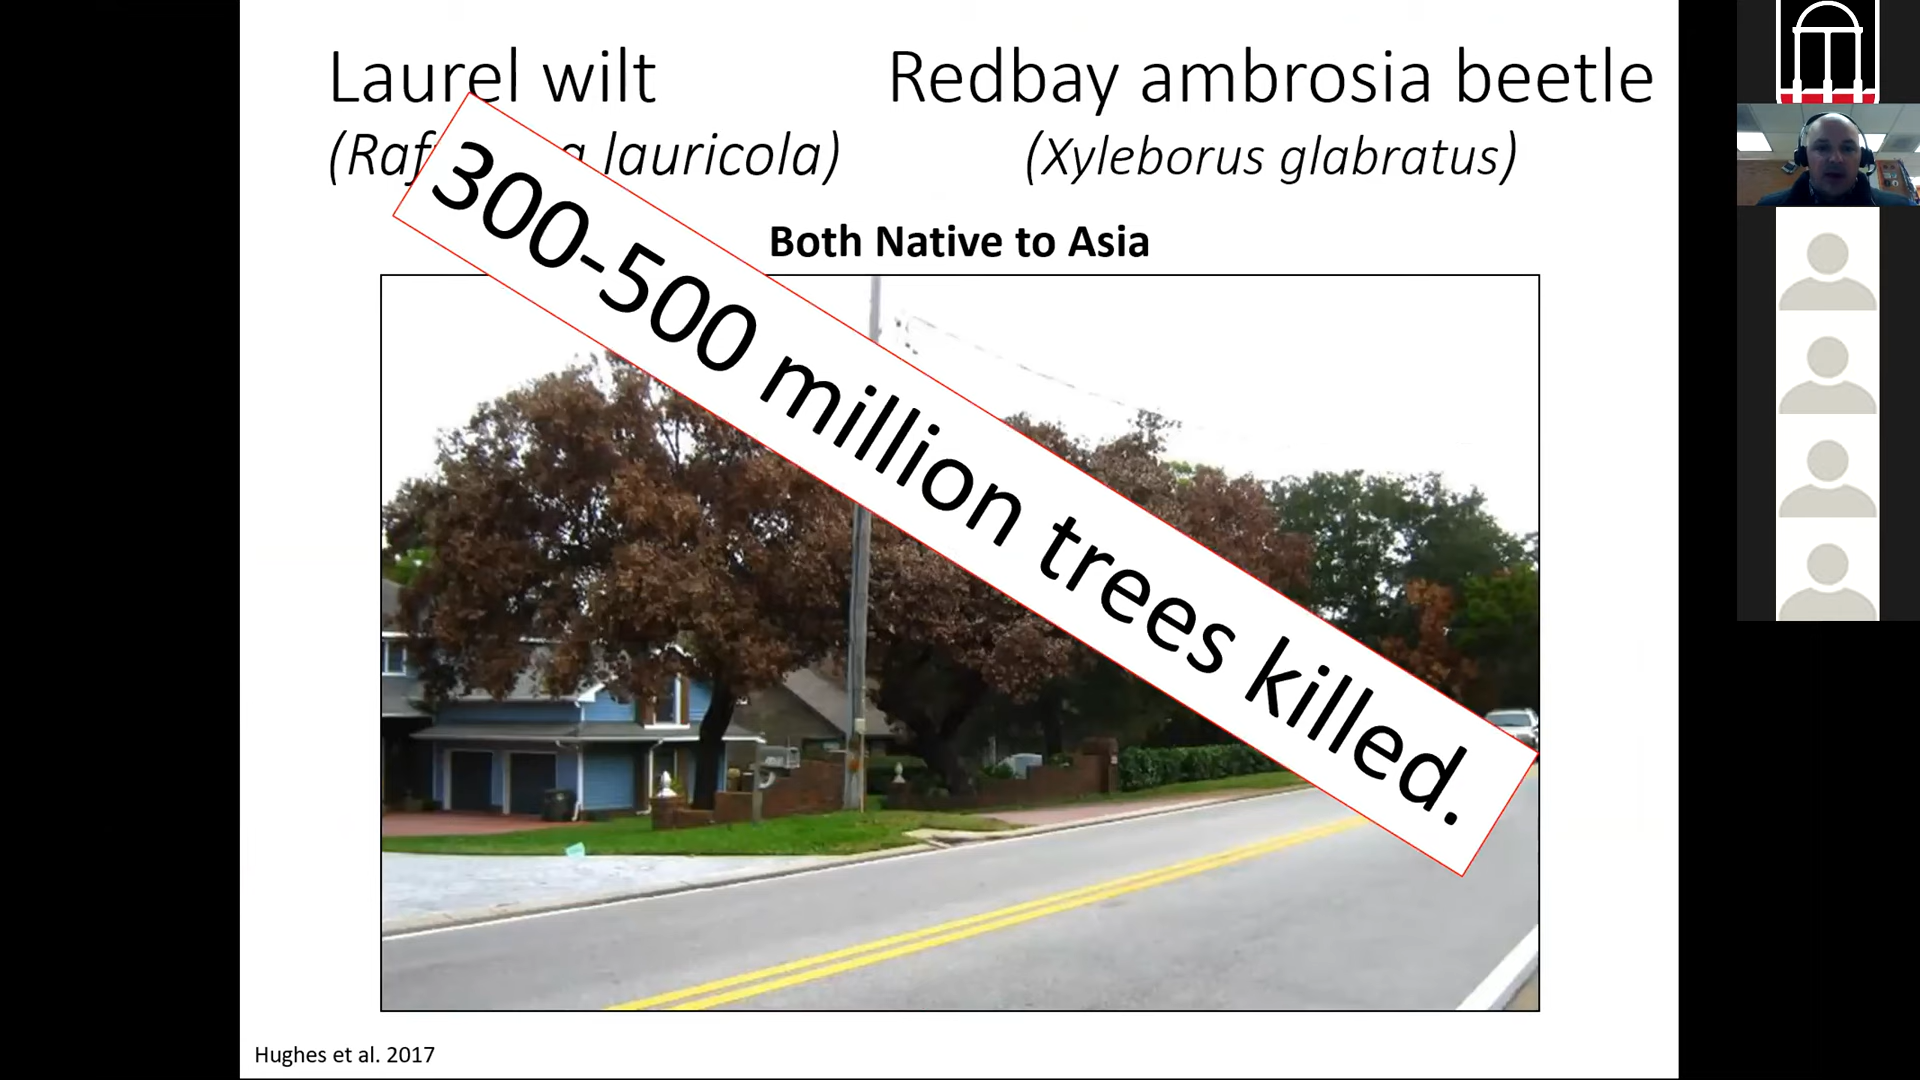 Laurel wilt
Redbay ambrosia beetle
(Raf a lauricola)
(Xyleborus glabratus)
300-500 million trees killed.
Both Native to Asia
Hughes et al. 2017